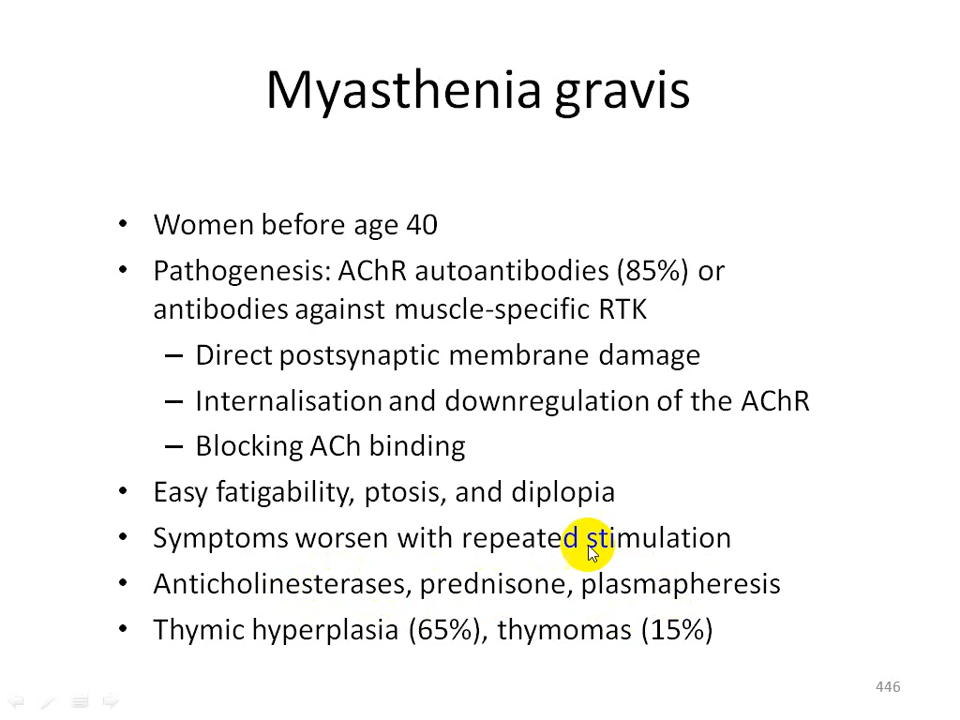 Myasthenia gravis
• Women before age 40
• Pathogenesis: AChR autoantibodies (85%) or
antibodies against muscle-specific RTK
– Direct postsynaptic membrane damage
– Internalisation and downregulation of the AChR
– Blocking ACh binding
• Easy fatigability, ptosis, and diplopia
• Symptoms worsen with repeated stimulation
• Anticholinesterases, prednisone, plasmapheresis
• Thymic hyperplasia (65%), thymomas (15%)
446